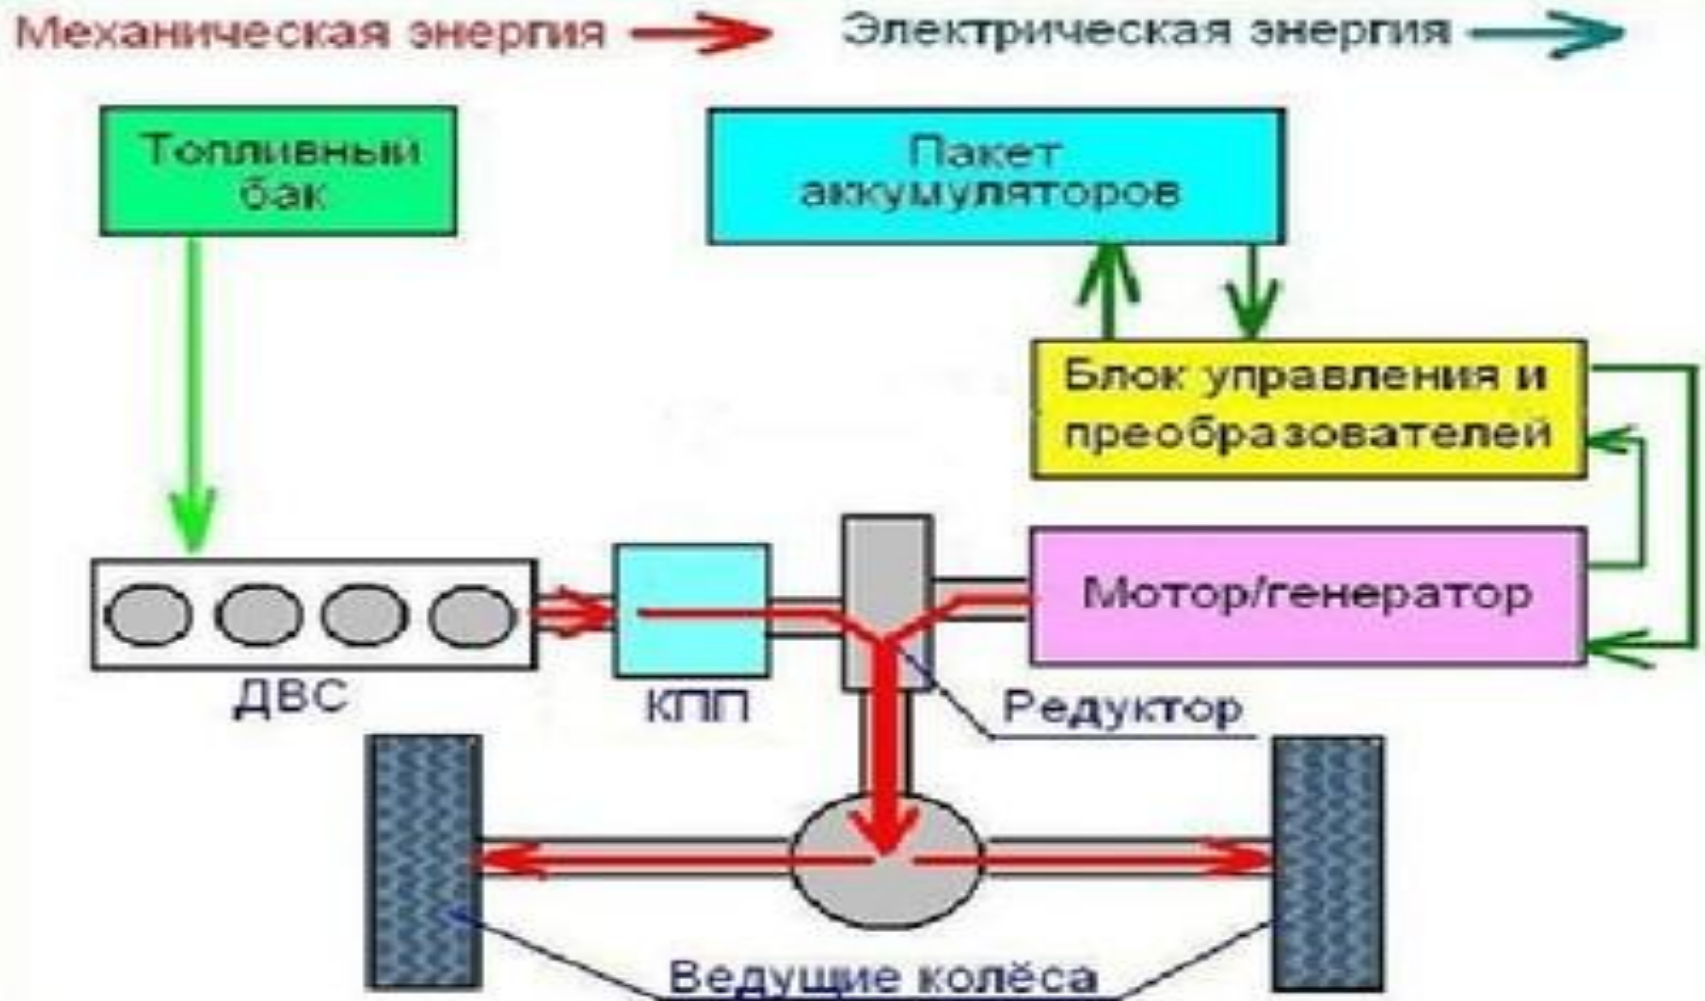 Механическая энергия
Электрическая энергия
Топливный
бак
Пакет
аккумуляторов
Блок управления и
преобразователей
Мотор/генератор
ДВС
КПП
Редуктор
Ведущие колёса